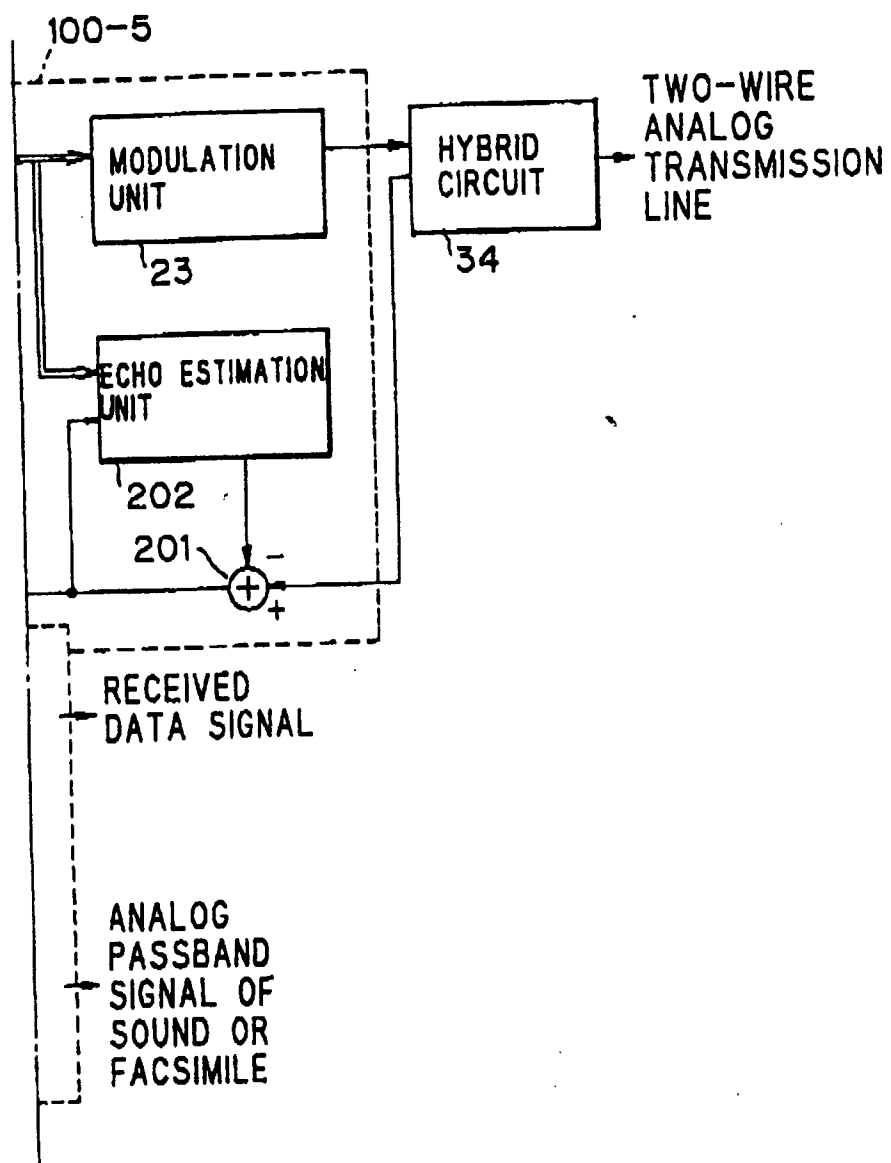 100-5
MODULATION
UNIT
23
HYBRID
CIRCUIT
34
TWO-WIRE
ANALOG
TRANSMISSION
LINE
ECHO ESTIMATION
UNIT
202
201
-
+
+
RECEIVED
DATA SIGNAL
ANALOG
PASSBAND
SIGNAL OF
SOUND OR
FACSIMILE